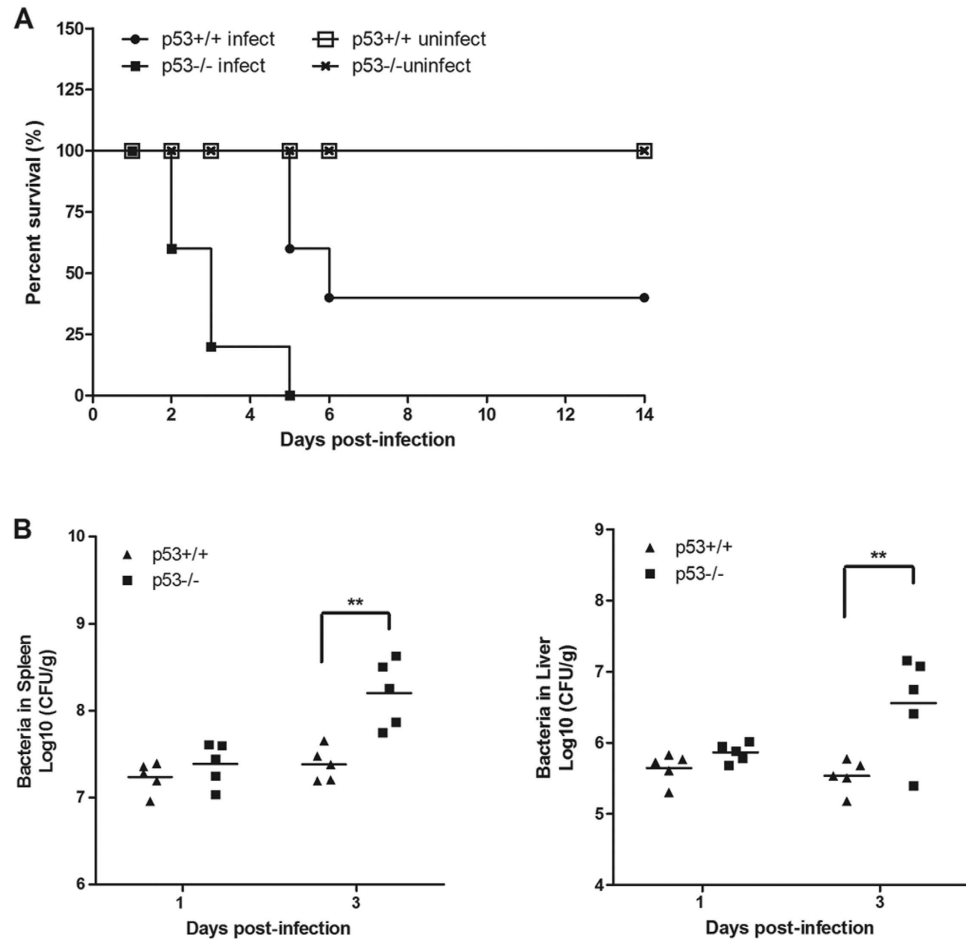 A
p53+/+ infect
p53-/- infect
p53+/+ uninfect
p53-/-uninfect
Percent survival (%)
150
125
100
75
50
25
0
0 2 4 6 8 10 12 14
Days post-infection
B
p53+/+
p53-/-
**
Bacteria in Spleen
Log10 (CFU/g)
10
9
8
7
6
1 3
Days post-infection
p53+/+
p53-/-
**
Bacteria in Liver
Log10 (CFU/g)
9
8
7
6
5
4
1 3
Days post-infection